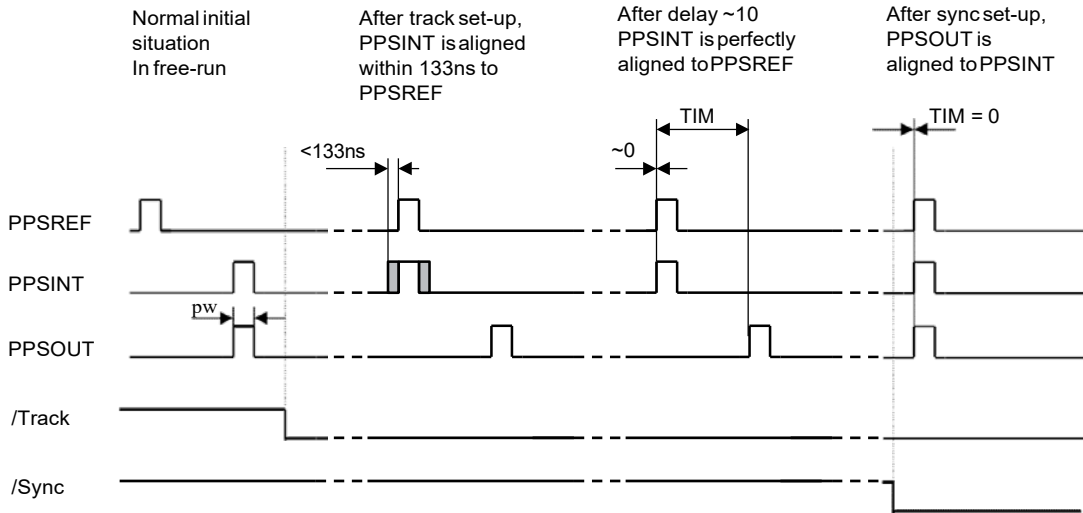 Normal initial
situation
In free-run
After track set-up,
PPSINT is aligned
within 133ns to
PPSREF
After delay ~10
PPSINT is perfectly
aligned to PPSREF
After sync set-up,
PPSOUT is
aligned to PPSINT
TIM
TIM = 0
<133ns
~0
PPSREF
PPSINT
pw
PPSOUT
/Track
/Sync